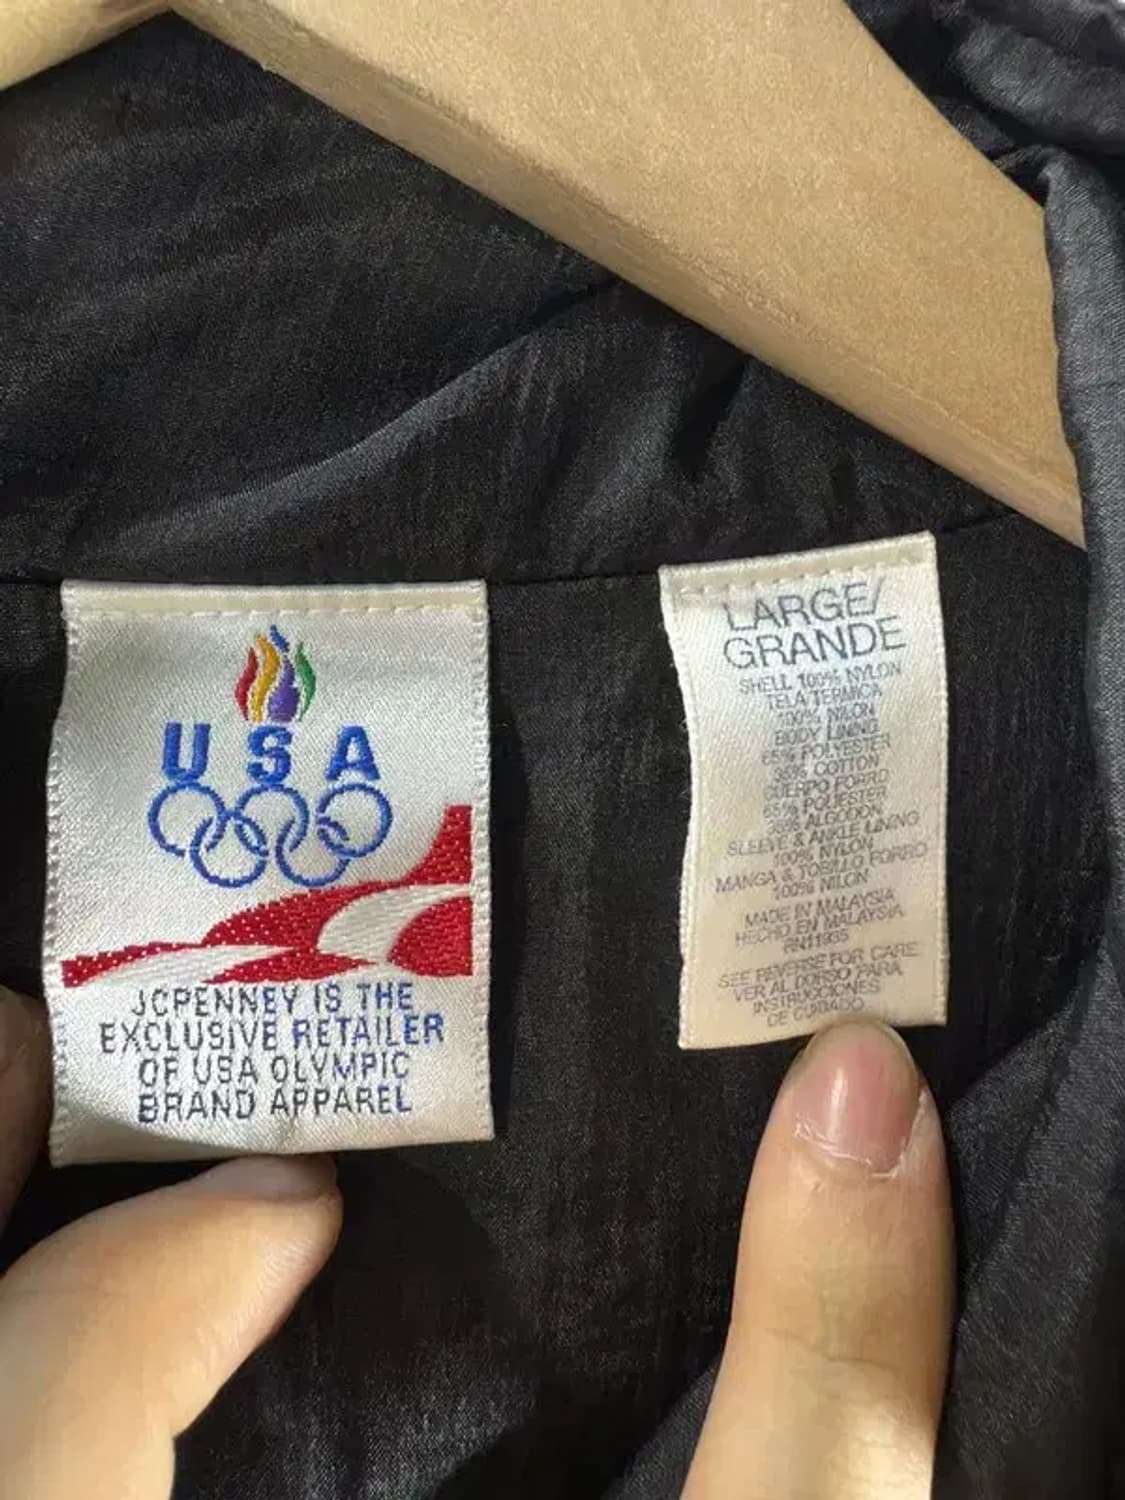 USA
JCPENNEY IS THE
EXCLUSIVE RETAILER
OF USA OLYMPIC
BRAND APPAREL
LARGE/
GRANDE
SHELL 100% NYLON
TELA TERMICA
100% NILON
BODY LINING
65% POLYESTER
35% COTTON
CUERPO FORRO
65% POLIESTER
35% ALGODON
SLEEVE & ANKLE LINING
100% NYLON
MANGA & TOBILLO FORRO
100% NILON
MADE IN MALAYSIA
HECHO EN MALAYSIA
RN11935
SEE REVERSE FOR CARE
VER AL DORSO PARA
INSTRUCCIONES
DE CUIDADO